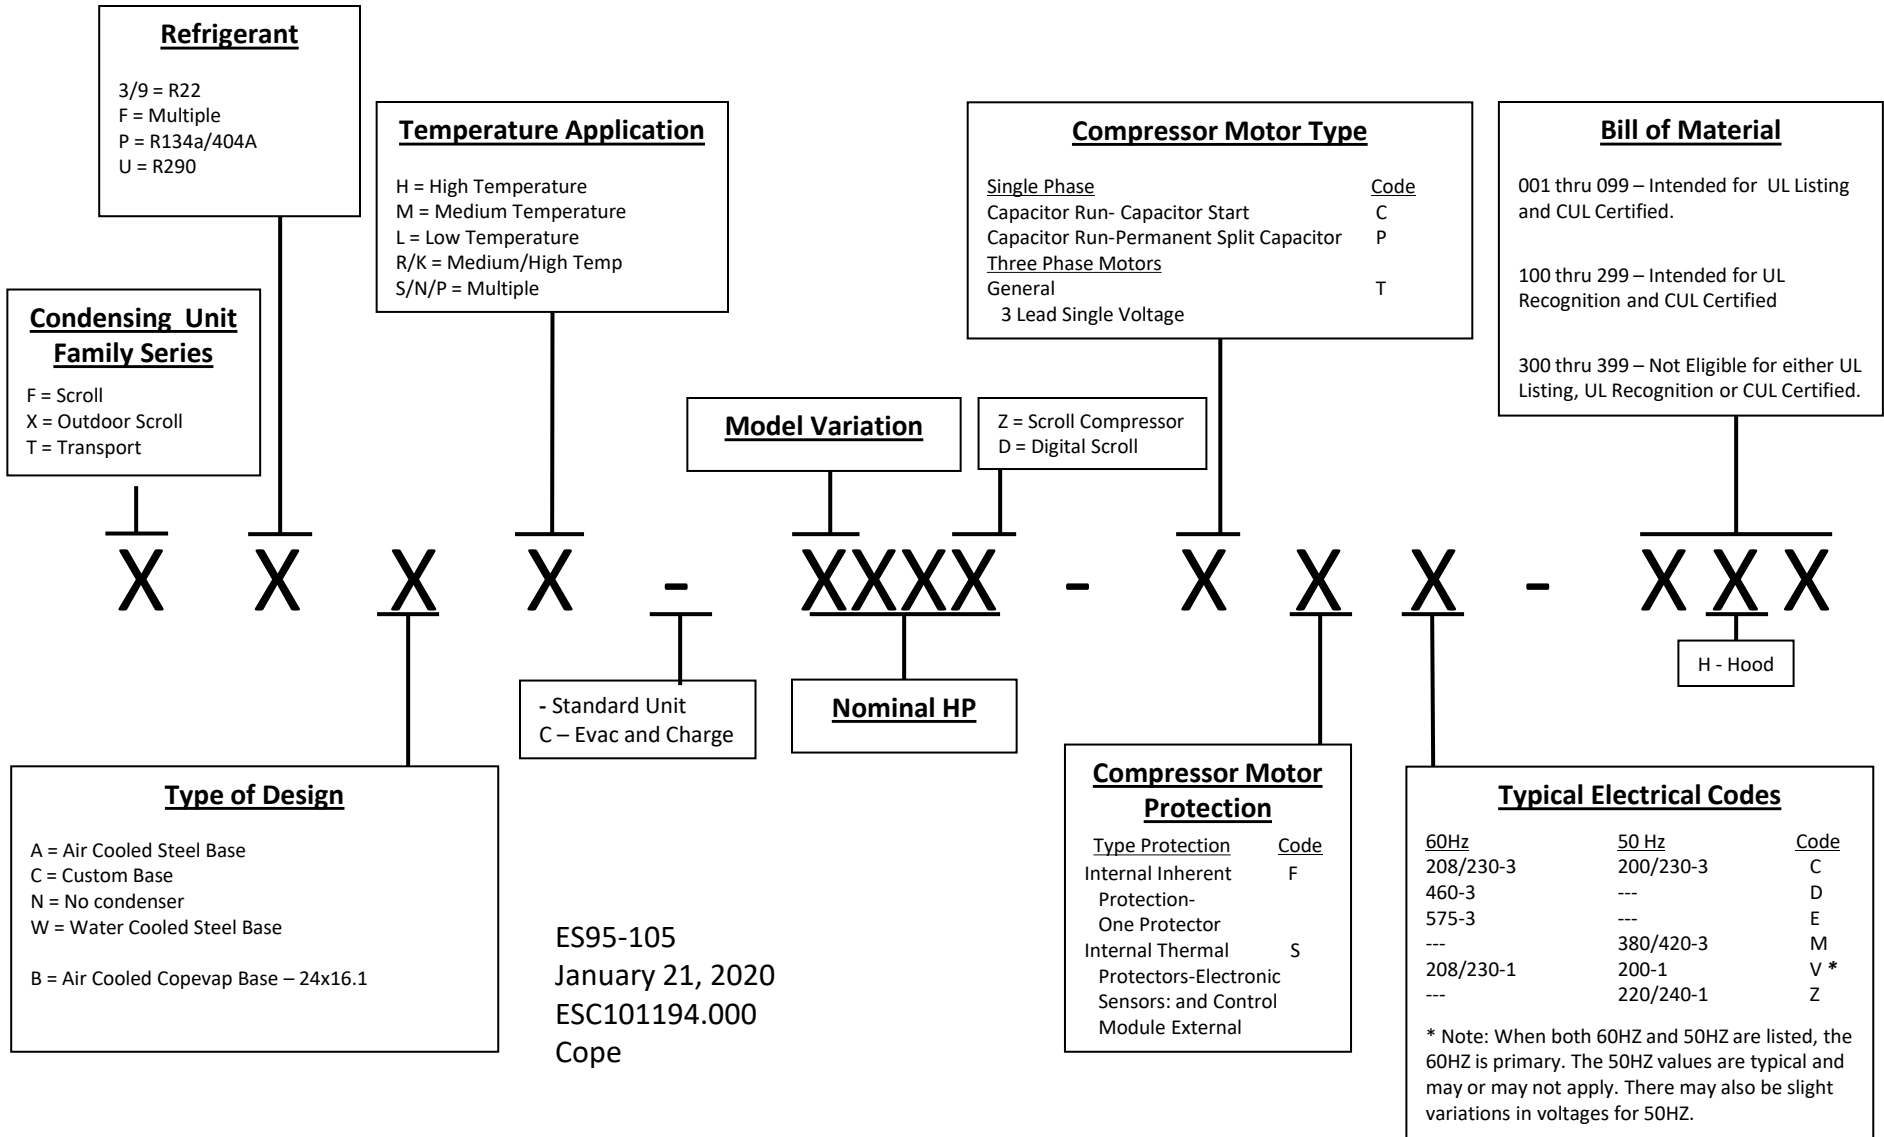 Refrigerant
3/9 = R22
F = Multiple
P = R134a/404A
U = R290
Temperature Application
H = High Temperature
M = Medium Temperature
L = Low Temperature
R/K = Medium/High Temp
S/N/P = Multiple
Compressor Motor Type
Single Phase Code
Capacitor Run- Capacitor Start C
Capacitor Run-Permanent Split Capacitor P
Three Phase Motors
General T
3 Lead Single Voltage
Bill of Material
001 thru 099 – Intended for UL Listing
and CUL Certified.
100 thru 299 – Intended for UL
Recognition and CUL Certified
300 thru 399 – Not Eligible for either UL
Listing, UL Recognition or CUL Certified.
Condensing Unit
Family Series
F = Scroll
X = Outdoor Scroll
T = Transport
Model Variation
Z = Scroll Compressor
D = Digital Scroll
X X X X - XXXX - X X X - X X X
- Standard Unit
C – Evac and Charge
Nominal HP
H - Hood
Type of Design
A = Air Cooled Steel Base
C = Custom Base
N = No condenser
W = Water Cooled Steel Base
B = Air Cooled Copevap Base – 24x16.1
ES95-105
January 21, 2020
ESC101194.000
Cope
Compressor Motor
Protection
Type Protection Code
Internal Inherent F
Protection-
One Protector
Internal Thermal S
Protectors-Electronic
Sensors: and Control
Module External
Typical Electrical Codes
60Hz 50 Hz Code
208/230-3 200/230-3 C
460-3 --- D
575-3 --- E
--- 380/420-3 M
208/230-1 200-1 V *
--- 220/240-1 Z
* Note: When both 60HZ and 50HZ are listed, the
60HZ is primary. The 50HZ values are typical and
may or may not apply. There may also be slight
variations in voltages for 50HZ.